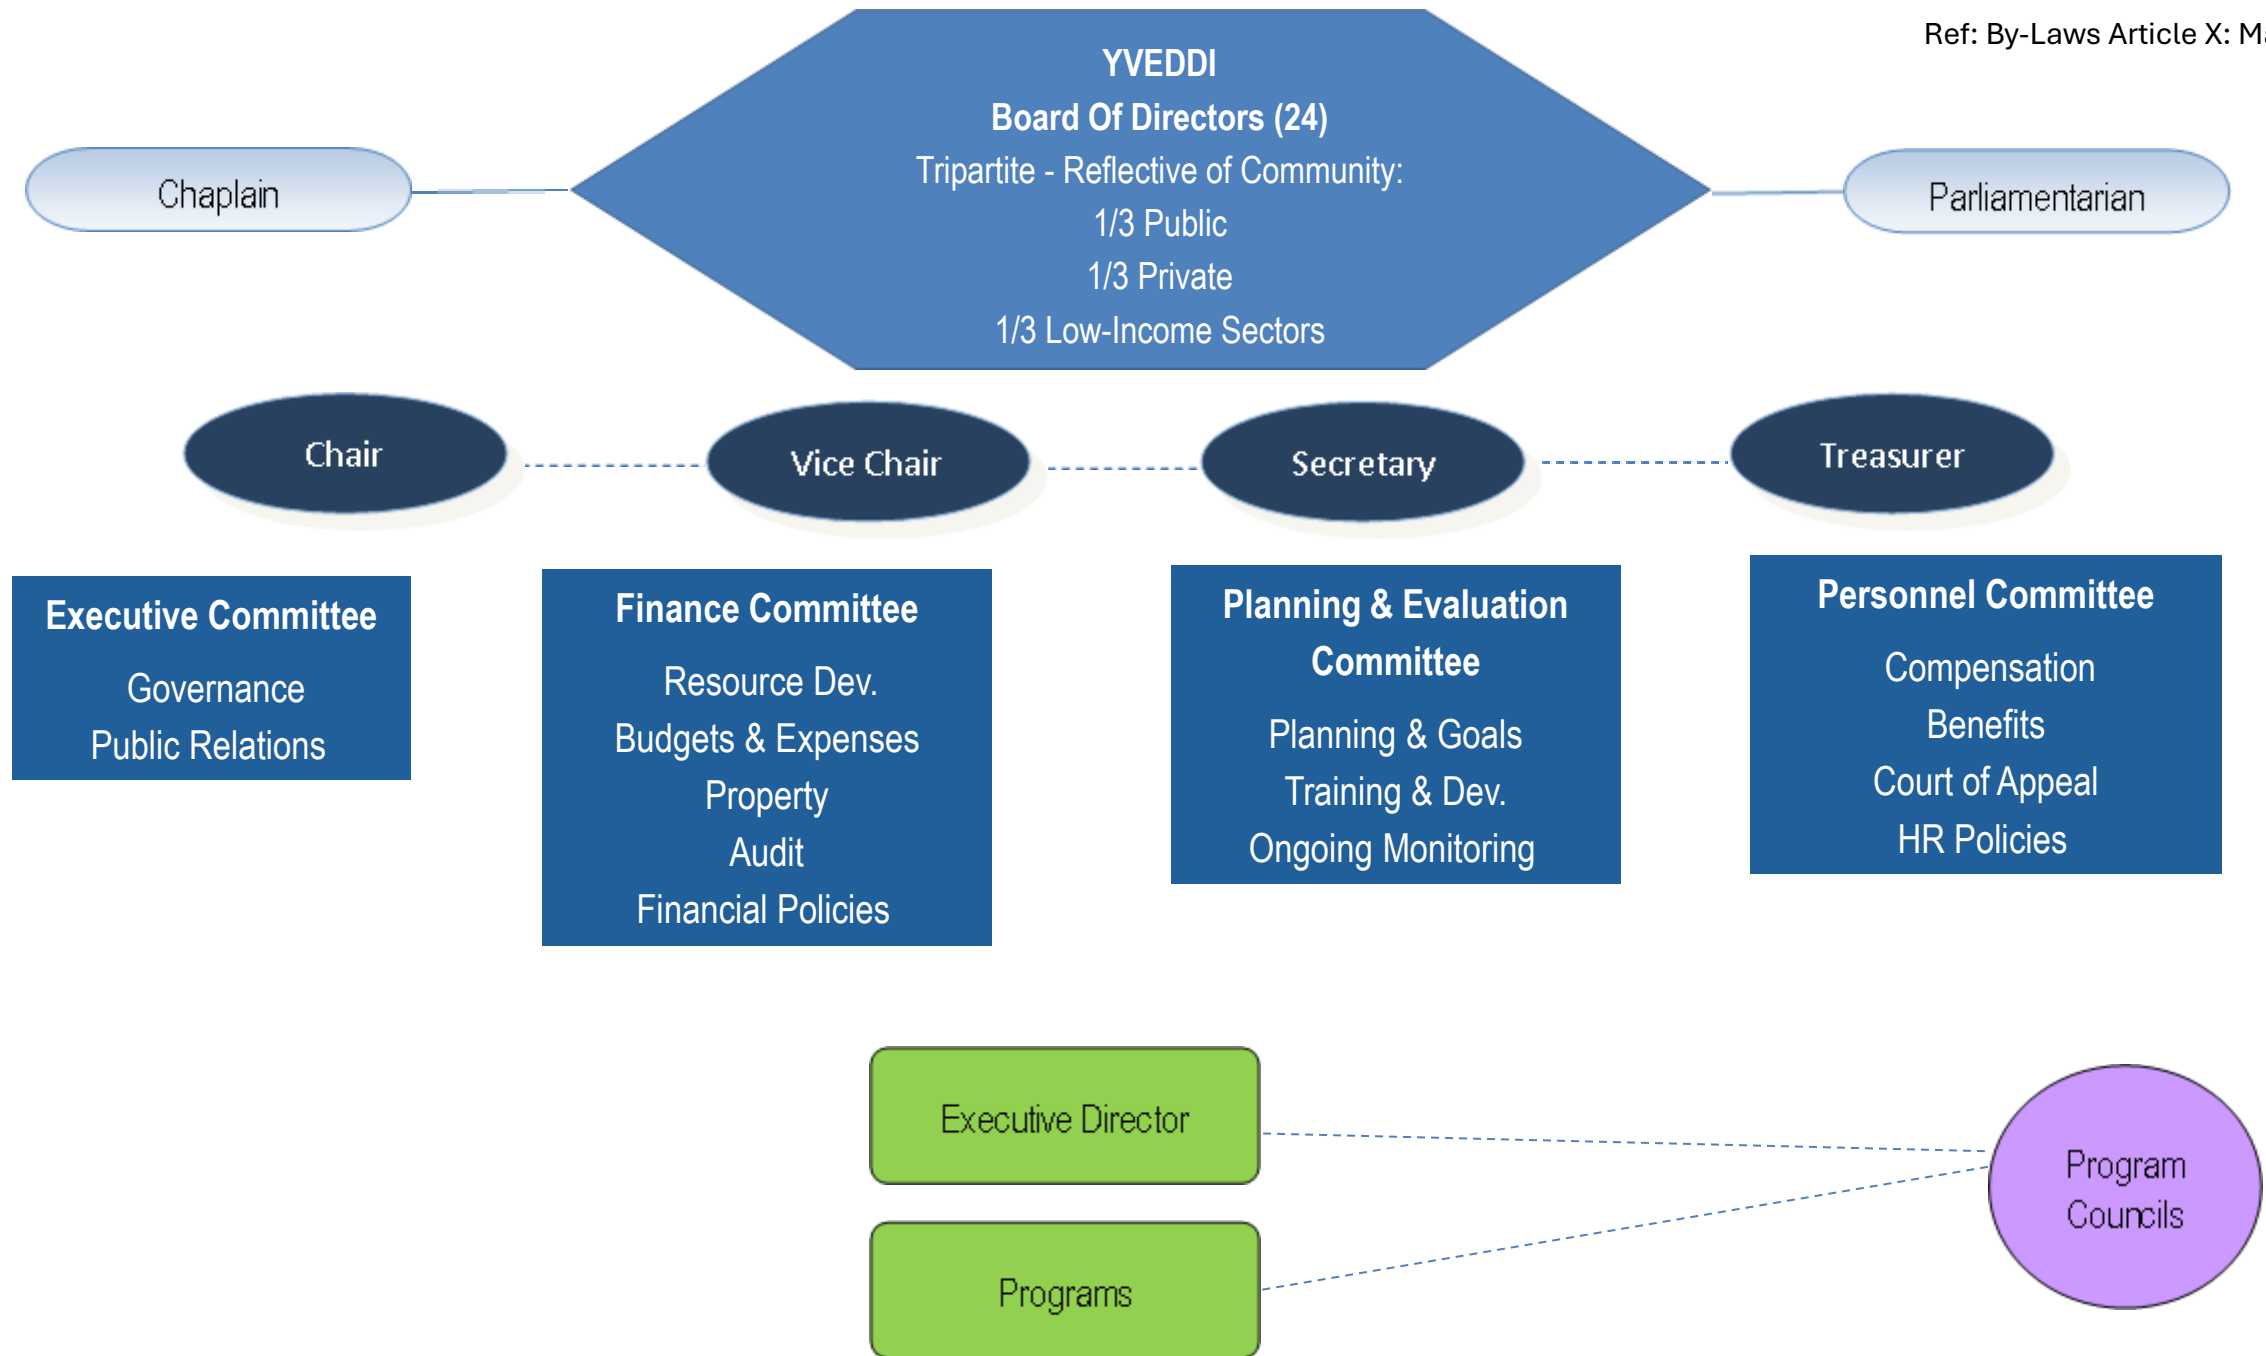 Ref: By-Laws Article X:
YVEDDI
Board Of Directors (24)
Tripartite - Reflective of Community:
1/3 Public
1/3 Private
1/3 Low-Income Sectors
Chaplain
Parliamentarian
Chair
Vice Chair
Secretary
Treasurer
Executive Committee
Governance
Public Relations
Finance Committee
Resource Dev.
Budgets & Expenses
Property
Audit
Financial Policies
Planning & Evaluation
Committee
Planning & Goals
Training & Dev.
Ongoing Monitoring
Personnel Committee
Compensation
Benefits
Court of Appeal
HR Policies
Executive Director
Programs
Program
Councils